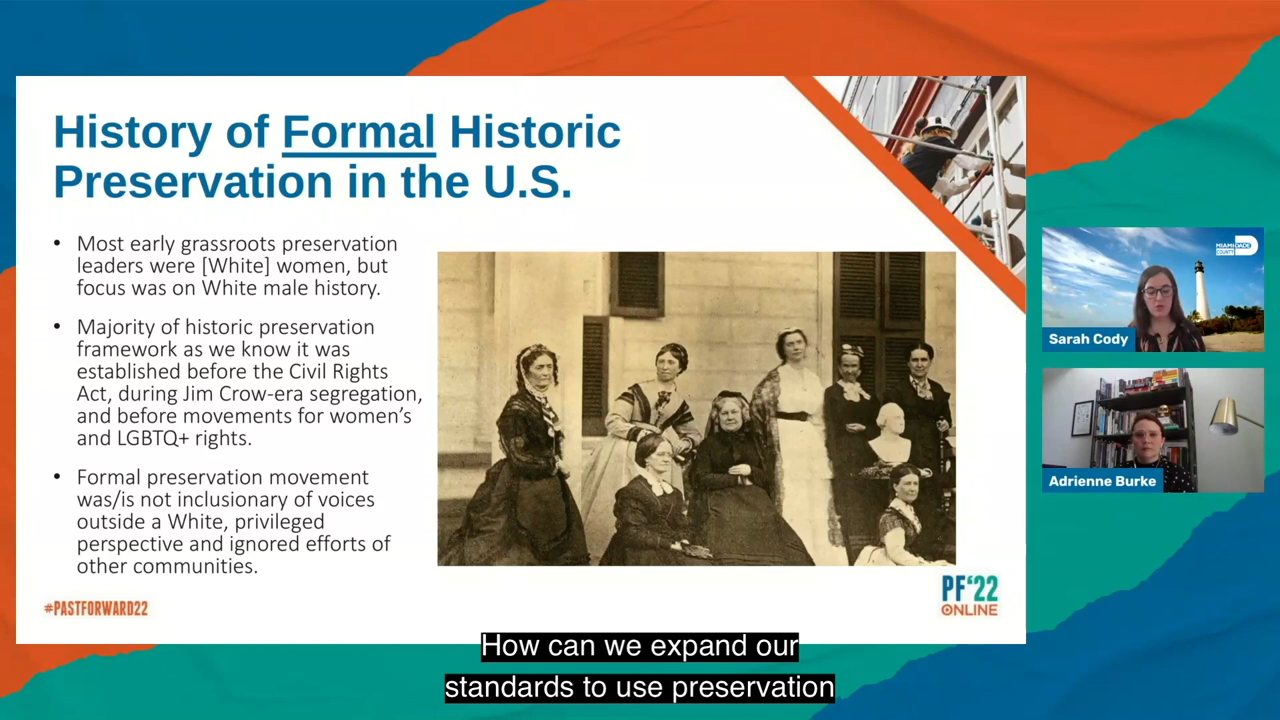 History of Formal Historic
Preservation in the U.S.
• Most early grassroots preservation
leaders were [White] women, but
focus was on White male history.
• Majority of historic preservation
framework as we know it was
established before the Civil Rights
Act, during Jim Crow-era segregation,
and before movements for women’s
and LGBTQ+ rights.
• Formal preservation movement
was/is not inclusionary of voices
outside a White, privileged
perspective and ignored efforts of
other communities.
#PASTFORWARD22
PF‘22
ONLINE
MIAMI-DADE
COUNTY
Sarah Cody
Adrienne Burke
How can we expand our
standards to use preservation